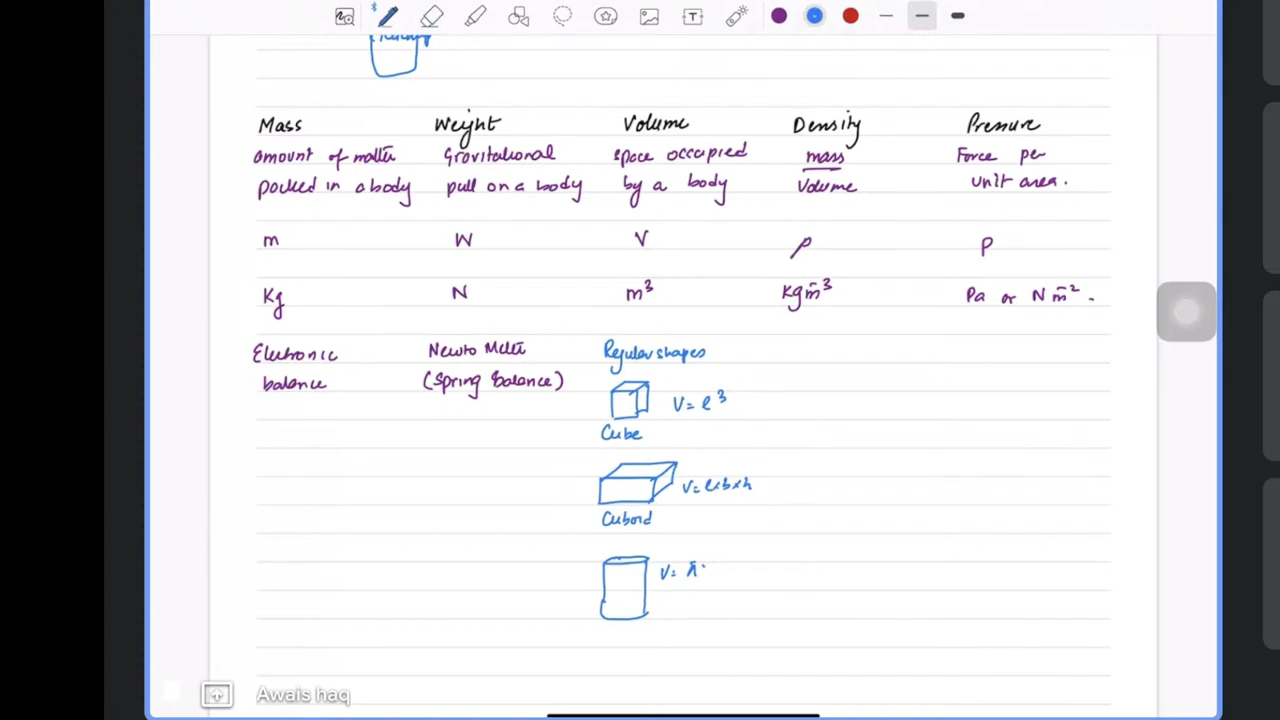 Mass Weight Volume Density Pressure
amount of matter Gravitational space occupied mass Force per
packed in a body pull on a body by a body Volume unit area.
m W V ρ P
Kg N m³ Kgm⁻³ Pa or Nm⁻².
Eletronic Newto Meter Regular shapes
balance (Spring Balance)
V= l³
Cube
V= l×b×h
Cuboid
V= π
Awais haq